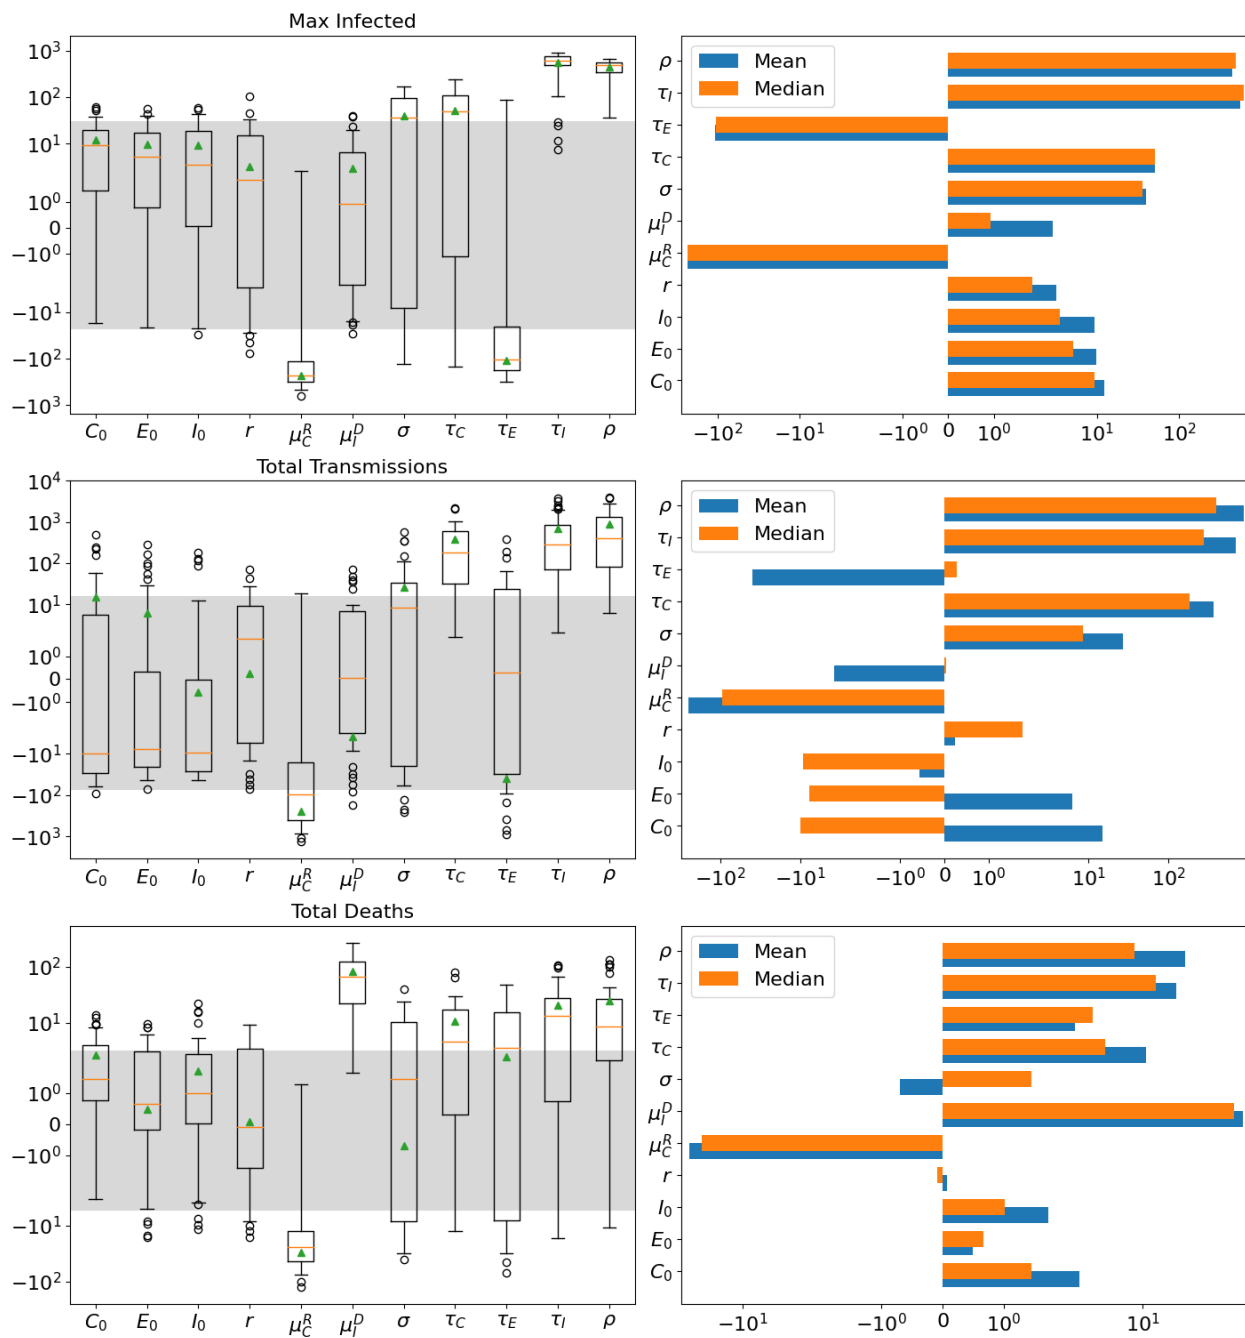 Max Infected
10³
10²
10¹
10⁰
0
−10⁰
−10¹
−10²
−10³
C₀ E₀ I₀ r μ_C^R μ_I^D σ τ_C τ_E τ_I ρ
Mean
Median
ρ
τ_I
τ_E
τ_C
σ
μ_I^D
μ_C^R
r
I₀
E₀
C₀
−10² −10¹ −10⁰ 0 10⁰ 10¹ 10²
Total Transmissions
10⁴
10³
10²
10¹
10⁰
0
−10⁰
−10¹
−10²
−10³
C₀ E₀ I₀ r μ_C^R μ_I^D σ τ_C τ_E τ_I ρ
Mean
Median
ρ
τ_I
τ_E
τ_C
σ
μ_I^D
μ_C^R
r
I₀
E₀
C₀
−10² −10¹ −10⁰ 0 10⁰ 10¹ 10²
Total Deaths
10²
10¹
10⁰
0
−10⁰
−10¹
−10²
C₀ E₀ I₀ r μ_C^R μ_I^D σ τ_C τ_E τ_I ρ
Mean
Median
ρ
τ_I
τ_E
τ_C
σ
μ_I^D
μ_C^R
r
I₀
E₀
C₀
−10¹ −10⁰ 0 10⁰ 10¹